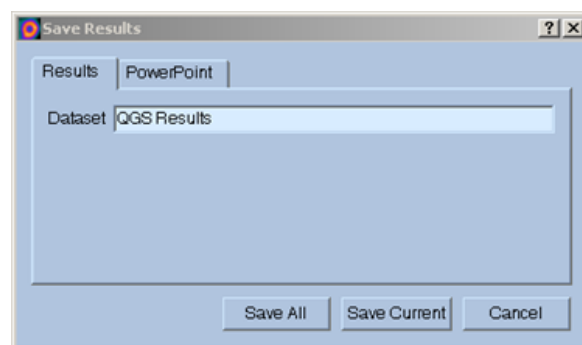 Save Results
Results PowerPoint
Dataset QGS Results
Save All Save Current Cancel